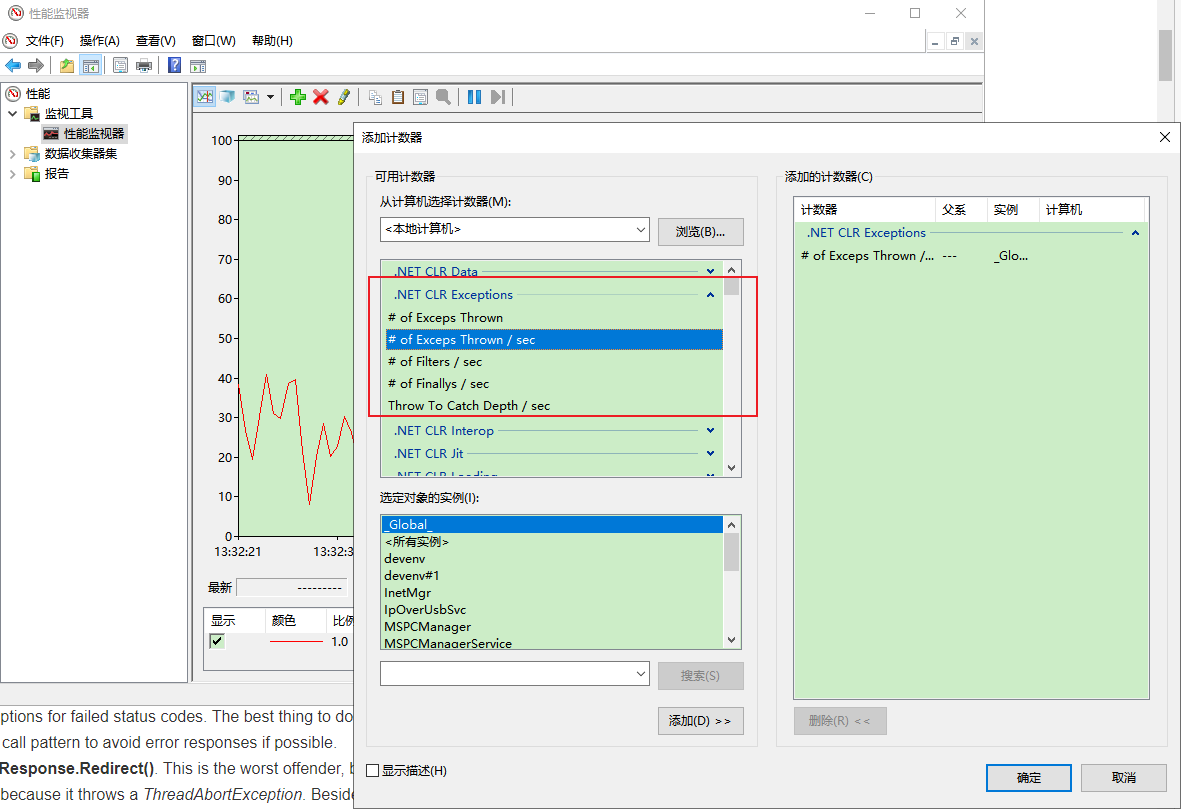 性能监视器
文件(F) 操作(A) 查看(V) 窗口(W) 帮助(H)
性能
监视工具
性能监视器
数据收集器集
报告
100
90
80
70
60
50
40
30
20
10
0
13:32:21 13:32:3
最新 ---------
显示 颜色 比例
1.0
ptions for failed status codes. The best thing to do
call pattern to avoid error responses if possible.
Response.Redirect(). This is the worst offender,
because it throws a ThreadAbortException. Beside
添加计数器
可用计数器
从计算机选择计数器(M):
<本地计算机> 浏览(B)...
.NET CLR Data
.NET CLR Exceptions
# of Exceps Thrown
# of Exceps Thrown / sec
# of Filters / sec
# of Finallys / sec
Throw To Catch Depth / sec
.NET CLR Interop
.NET CLR Jit
.NET CLR Loading
选定对象的实例(I):
_Global_
<所有实例>
devenv
devenv#1
InetMgr
IpOverUsbSvc
MSPCManager
MSPCManagerService
搜索(S)
添加(D) >>
显示描述(H)
添加的计数器(C)
计数器 父系 实例 计算机
.NET CLR Exceptions
# of Exceps Thrown /... --- _Glo...
删除(R) <<
确定 取消